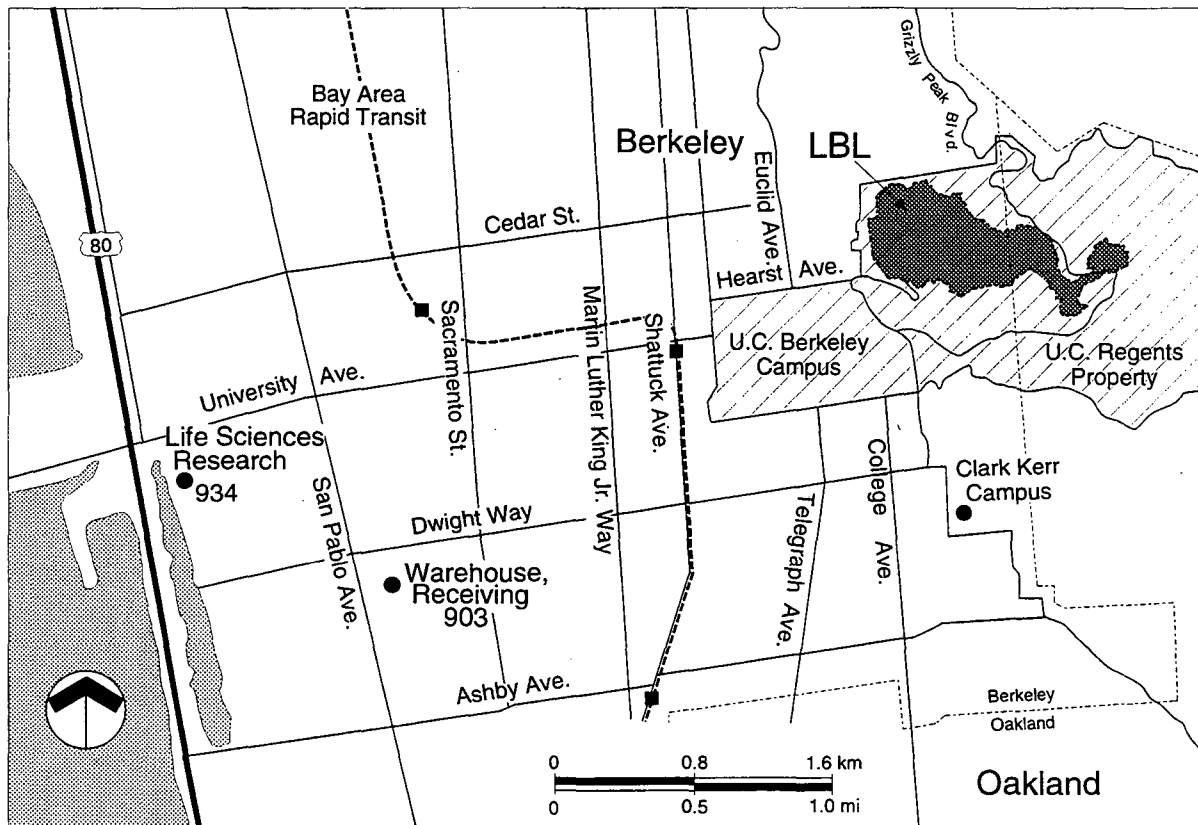 Grizzly Peak Blvd.
Bay Area
Rapid Transit
Berkeley
LBL
Euclid Ave.
Cedar St.
80
Hearst Ave.
Sacramento St.
Martin Luther King Jr. Way
Shattuck Ave.
U.C. Berkeley
Campus
U.C. Regents
Property
University Ave.
Life Sciences
Research
934
San Pablo Ave.
Dwight Way
Telegraph Ave.
College Ave.
Clark Kerr
Campus
Warehouse,
Receiving
903
Ashby Ave.
Berkeley
Oakland
0 0.8 1.6 km
0 0.5 1.0 mi
Oakland